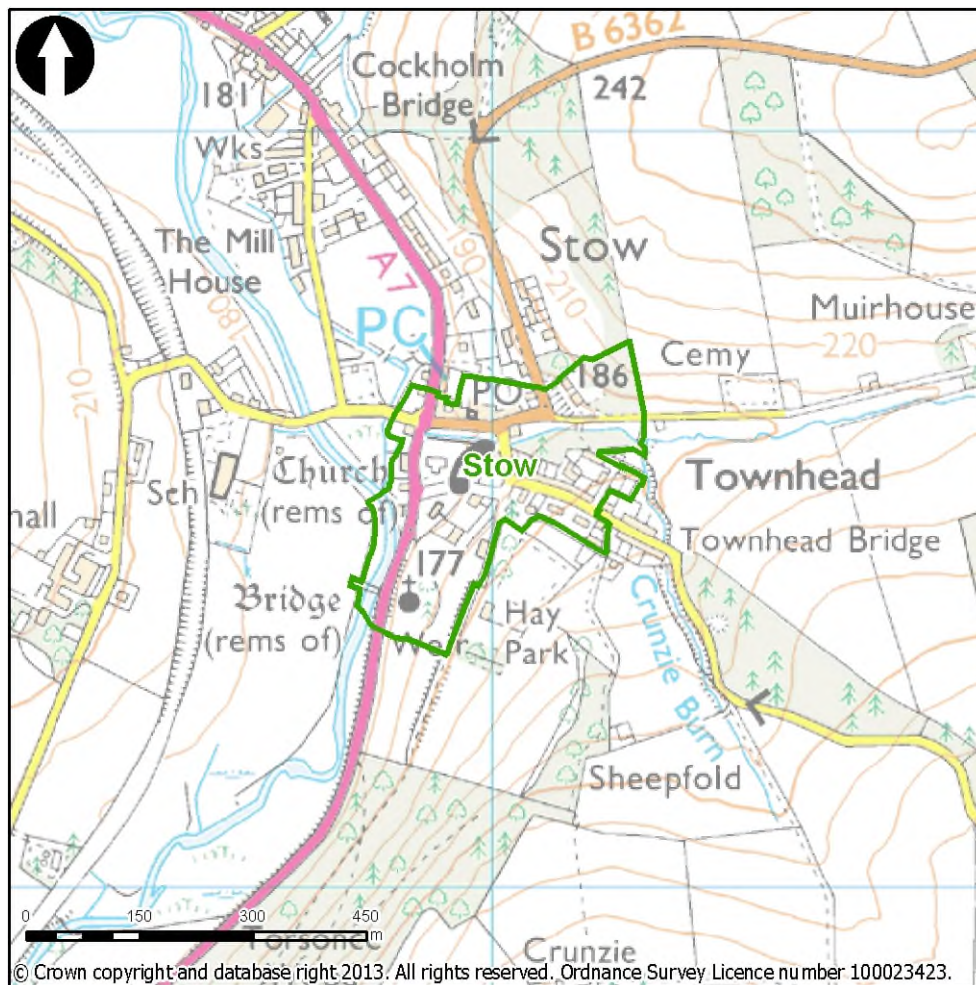 B 6362
Cockholm
Bridge
242
181
Wks
190
The Mill
House
A7
Stow
210
180
PC
Muirhouse
220
Cemy
186
PO
210
Church
(rems of)
Stow
Sch
Townhead
Townhead Bridge
177
Bridge
(rems of)
Weir
Hay
Park
Crunzie Burn
Sheepfold
0 150 300 450
m
Torsonce
Crunzie
© Crown copyright and database right 2013. All rights reserved. Ordnance Survey Licence number 100023423.